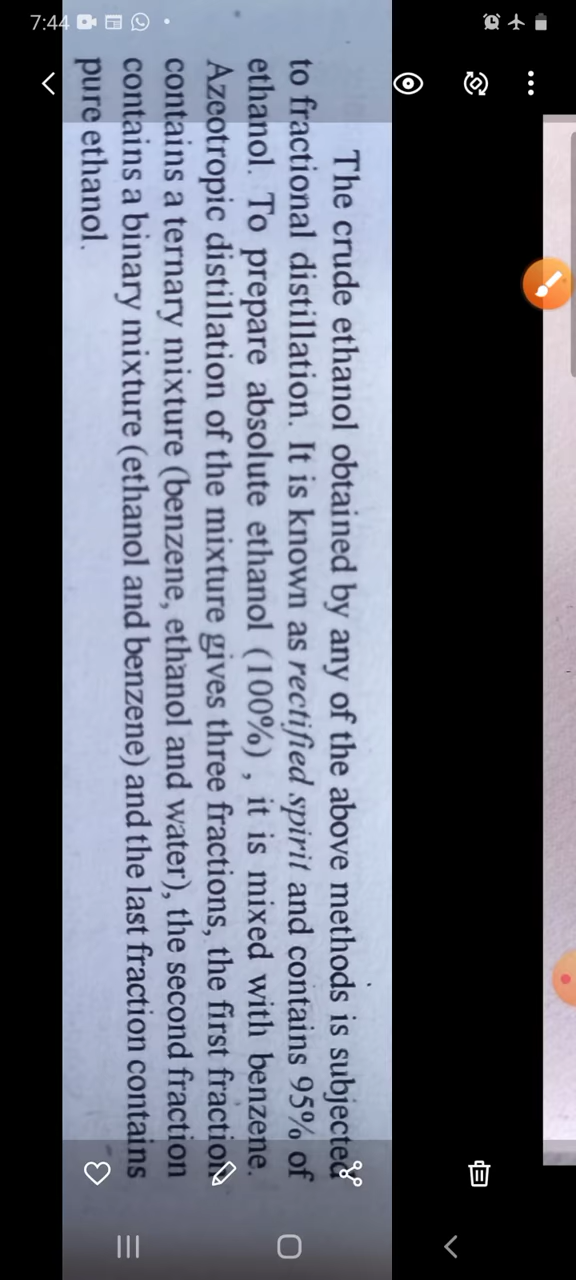 7:44
The crude ethanol obtained by any of the above methods is subjected
to fractional distillation. It is known as rectified spirit and contains 95% of
ethanol. To prepare absolute ethanol (100%) , it is mixed with benzene.
Azeotropic distillation of the mixture gives three fractions, the first fraction
contains a ternary mixture (benzene, ethanol and water), the second fraction
contains a binary mixture (ethanol and benzene) and the last fraction contains
pure ethanol.